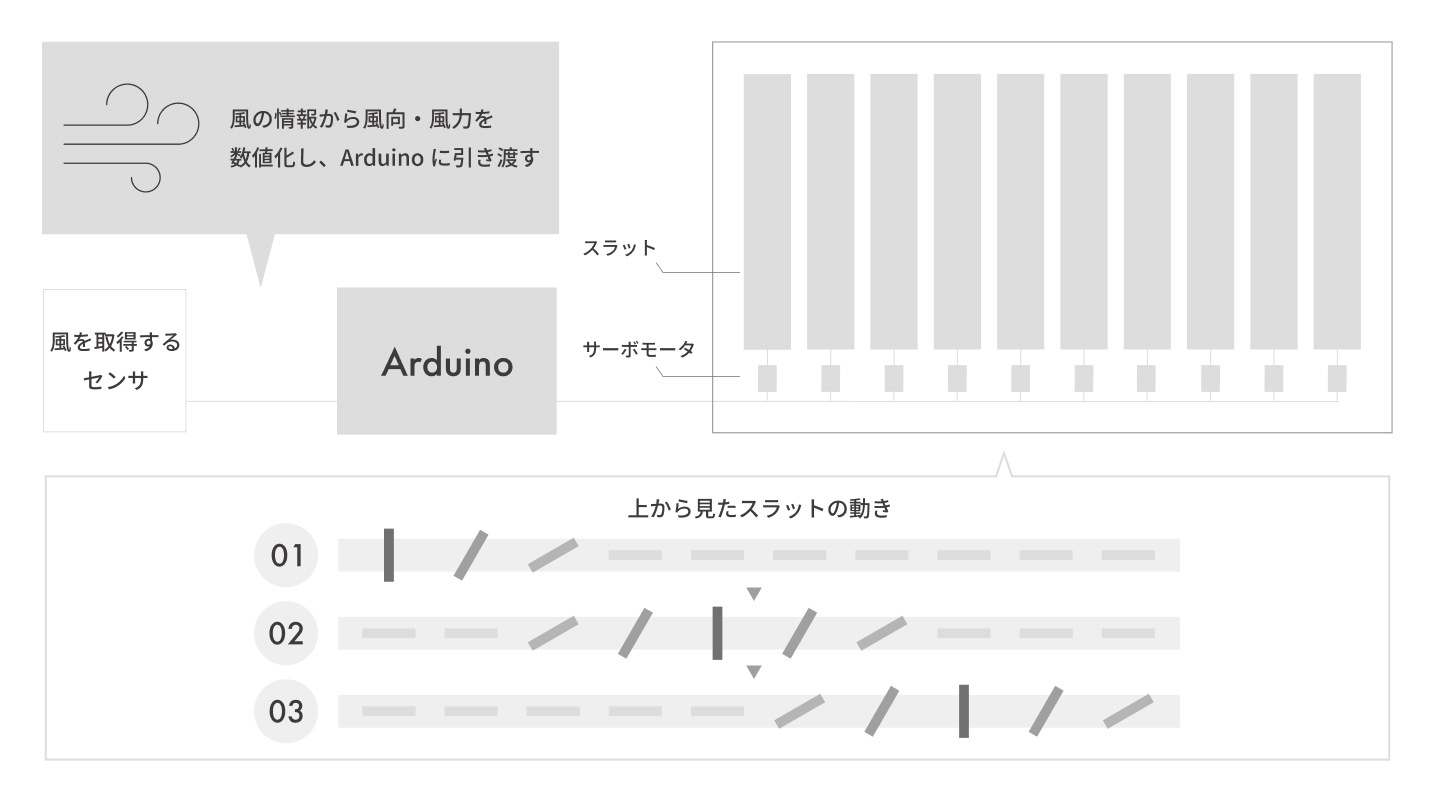 風の情報から風向・風力を
数値化し、Arduino に引き渡す
風を取得する
センサ
Arduino
スラット
サーボモータ
上から見たスラットの動き
01
02
03